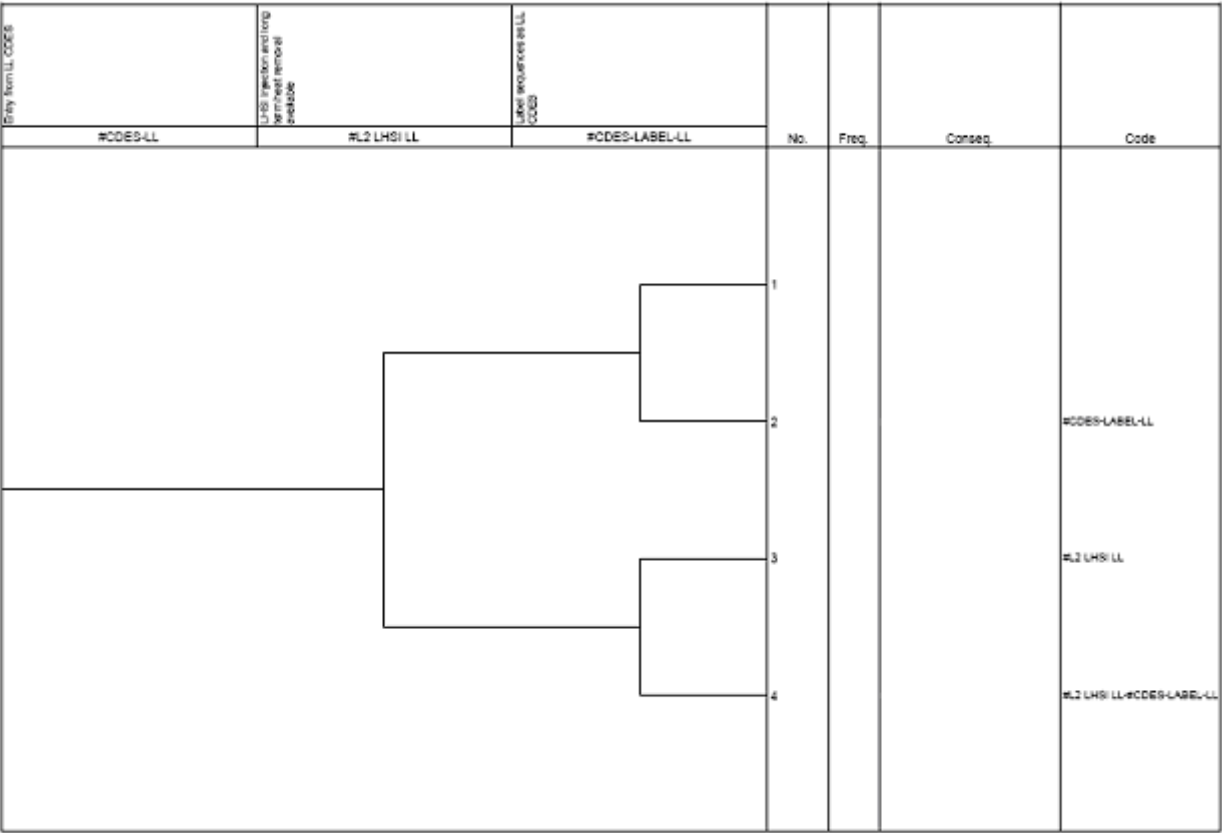 Entry from LL CDES
LHSI injection and long
term heat removal
available
Label sequences as LL
CDES
#CDES-LL
#L2 LHSI LL
#CDES-LABEL-LL
No.
Freq.
Conseq.
Code
1
2
#CDES-LABEL-LL
3
#L2 LHSI LL
4
#L2 LHSI LL-#CDES-LABEL-LL